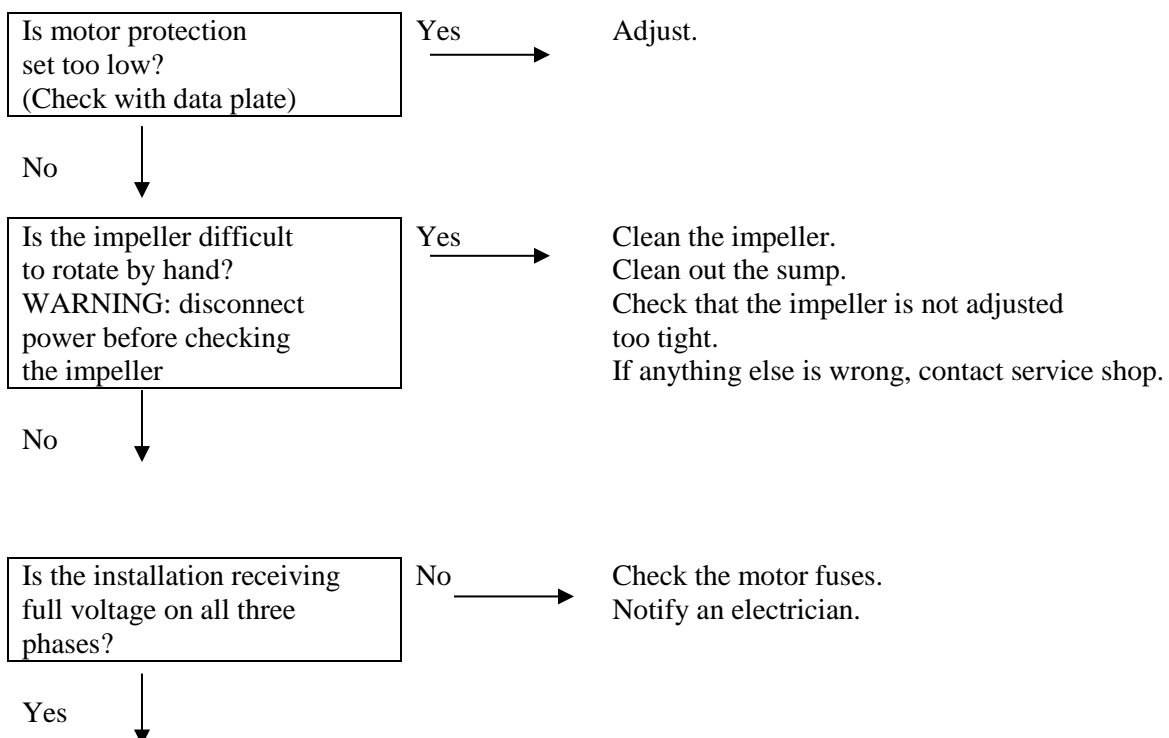 Is motor protection
set too low?
(Check with data plate)
Yes
Adjust.
No
Is the impeller difficult
to rotate by hand?
WARNING: disconnect
power before checking
the impeller
Yes
Clean the impeller.
Clean out the sump.
Check that the impeller is not adjusted
too tight.
If anything else is wrong, contact service shop.
No
Is the installation receiving
full voltage on all three
phases?
No
Check the motor fuses.
Notify an electrician.
Yes